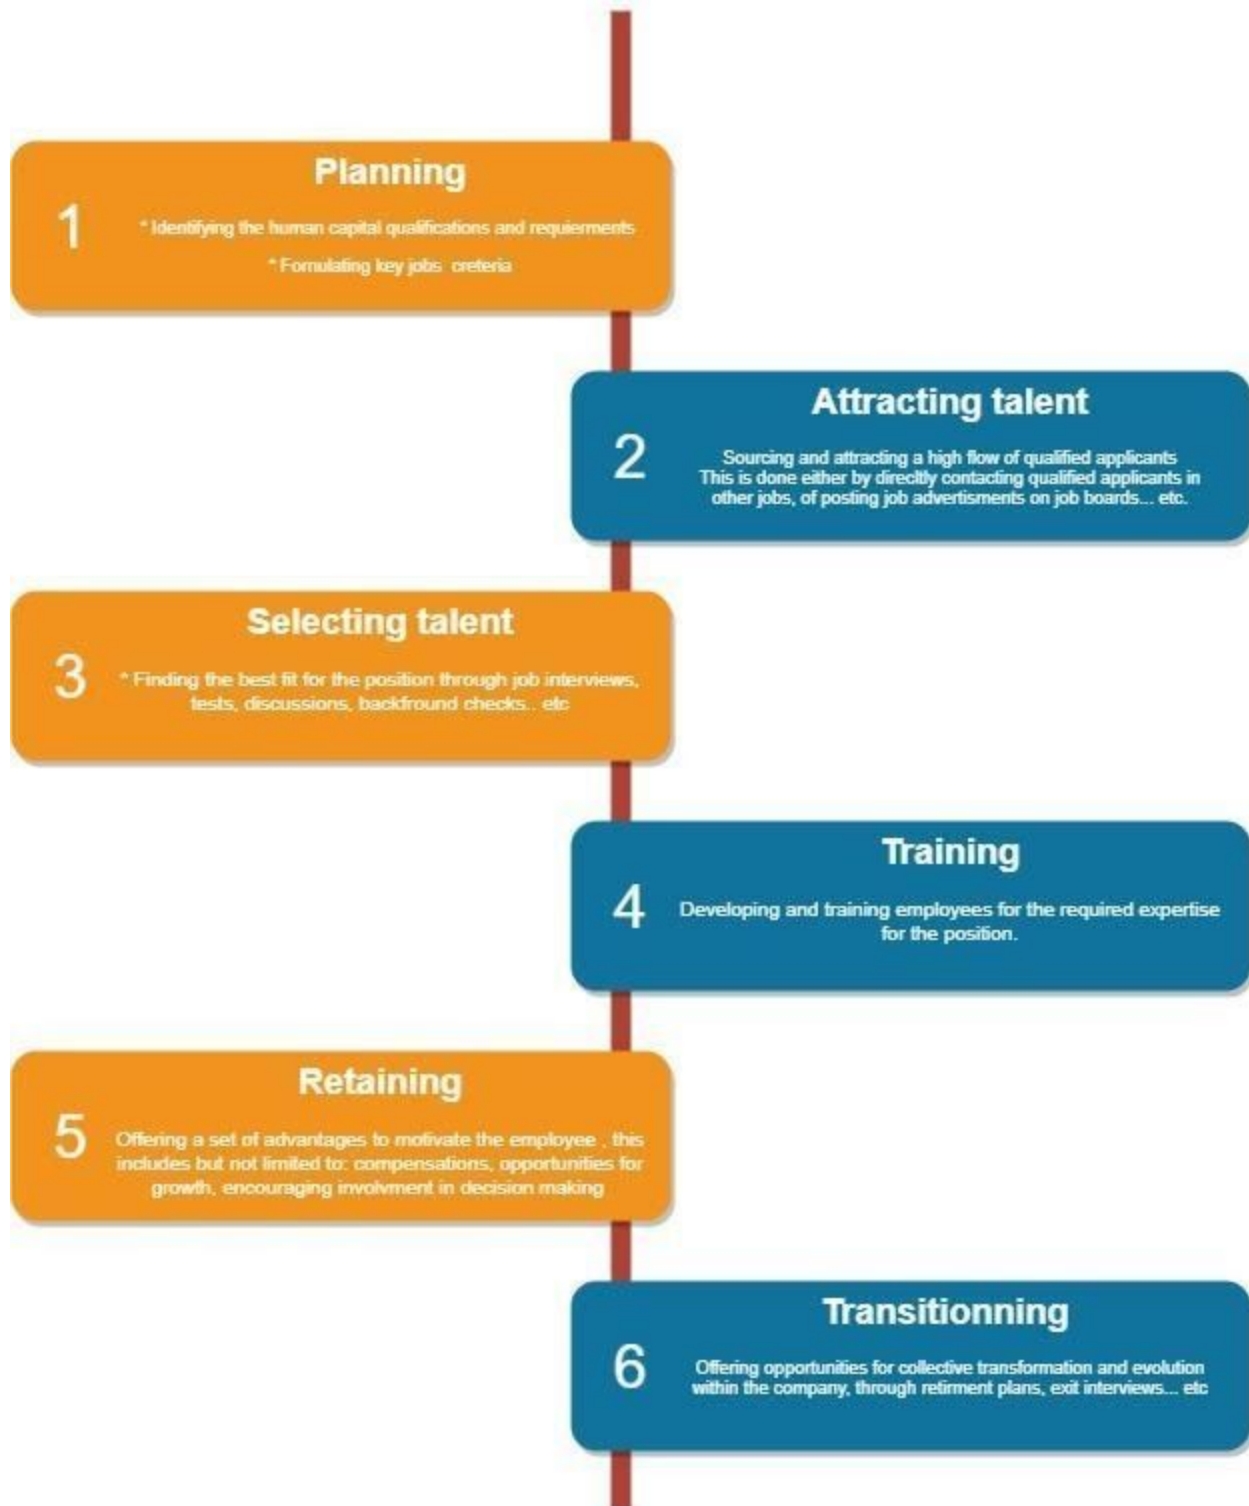 Planning
1
* Identifying the human capital qualifications and requierments
* Fomulating key jobs creteria
Attracting talent
2
Sourcing and attracting a high flow of qualified applicants
This is done either by direcltly contacting qualified applicants in
other jobs, of posting job advertisments on job boards... etc.
Selecting talent
3
* Finding the best fit for the position through job interviews,
tests, discussions, backfround checks.. etc
Training
4
Developing and training employees for the required expertise
for the position.
Retaining
5
Offering a set of advantages to motivate the employee , this
includes but not limited to: compensations, opportunities for
growth, encouraging involvment in decision making
Transitionning
6
Offering opportunities for collective transformation and evolution
within the company, through retirment plans, exit interviews... etc